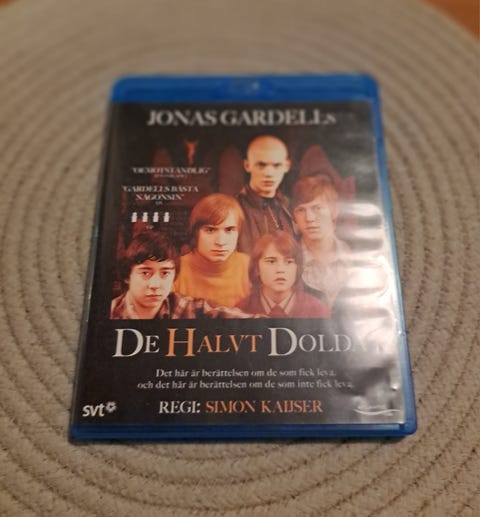 JONAS GARDELLS
"OEMOTSTÅNDLIG"
"GARDELLS BÄSTA
NÅGONSIN"
DE HALVT DOLDA
Det här är berättelsen om de som fick leva,
och det här är berättelsen om de som inte fick leva.
svt
REGI: SIMON KAIJSER